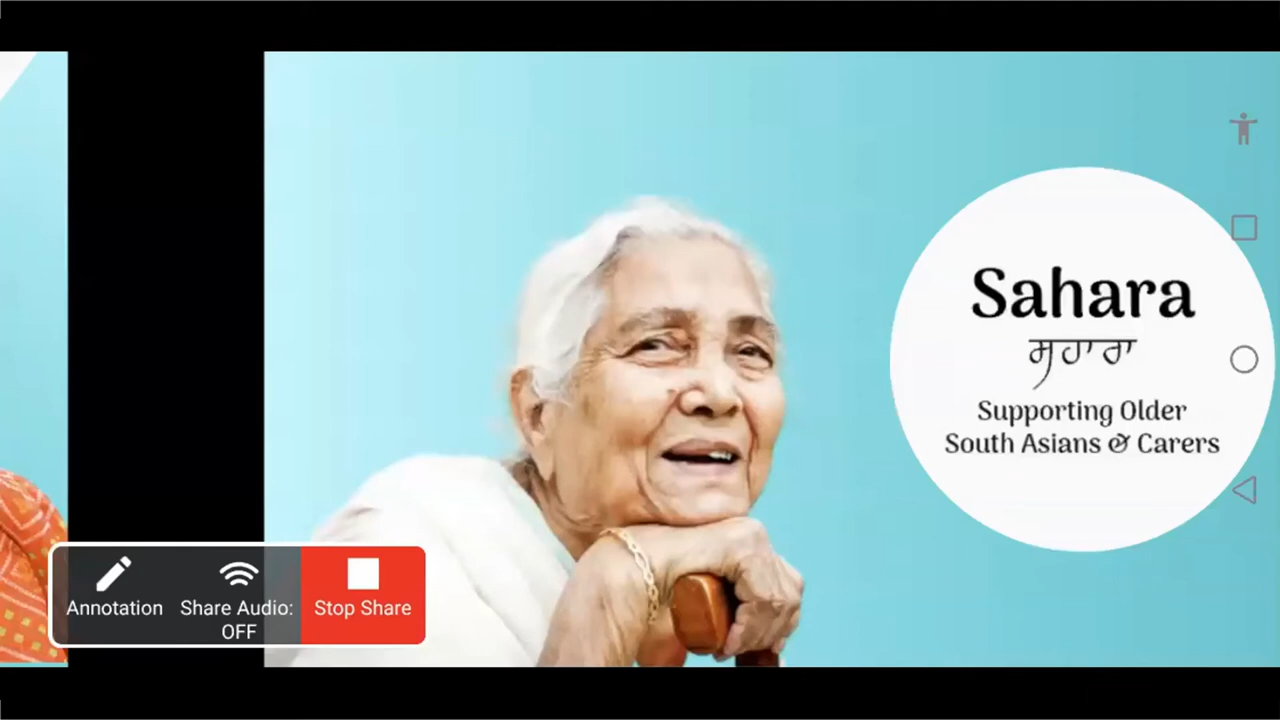 Sahara
ਸਹਾਰਾ
Supporting Older
South Asians & Carers
Annotation
Share Audio:
OFF
Stop Share